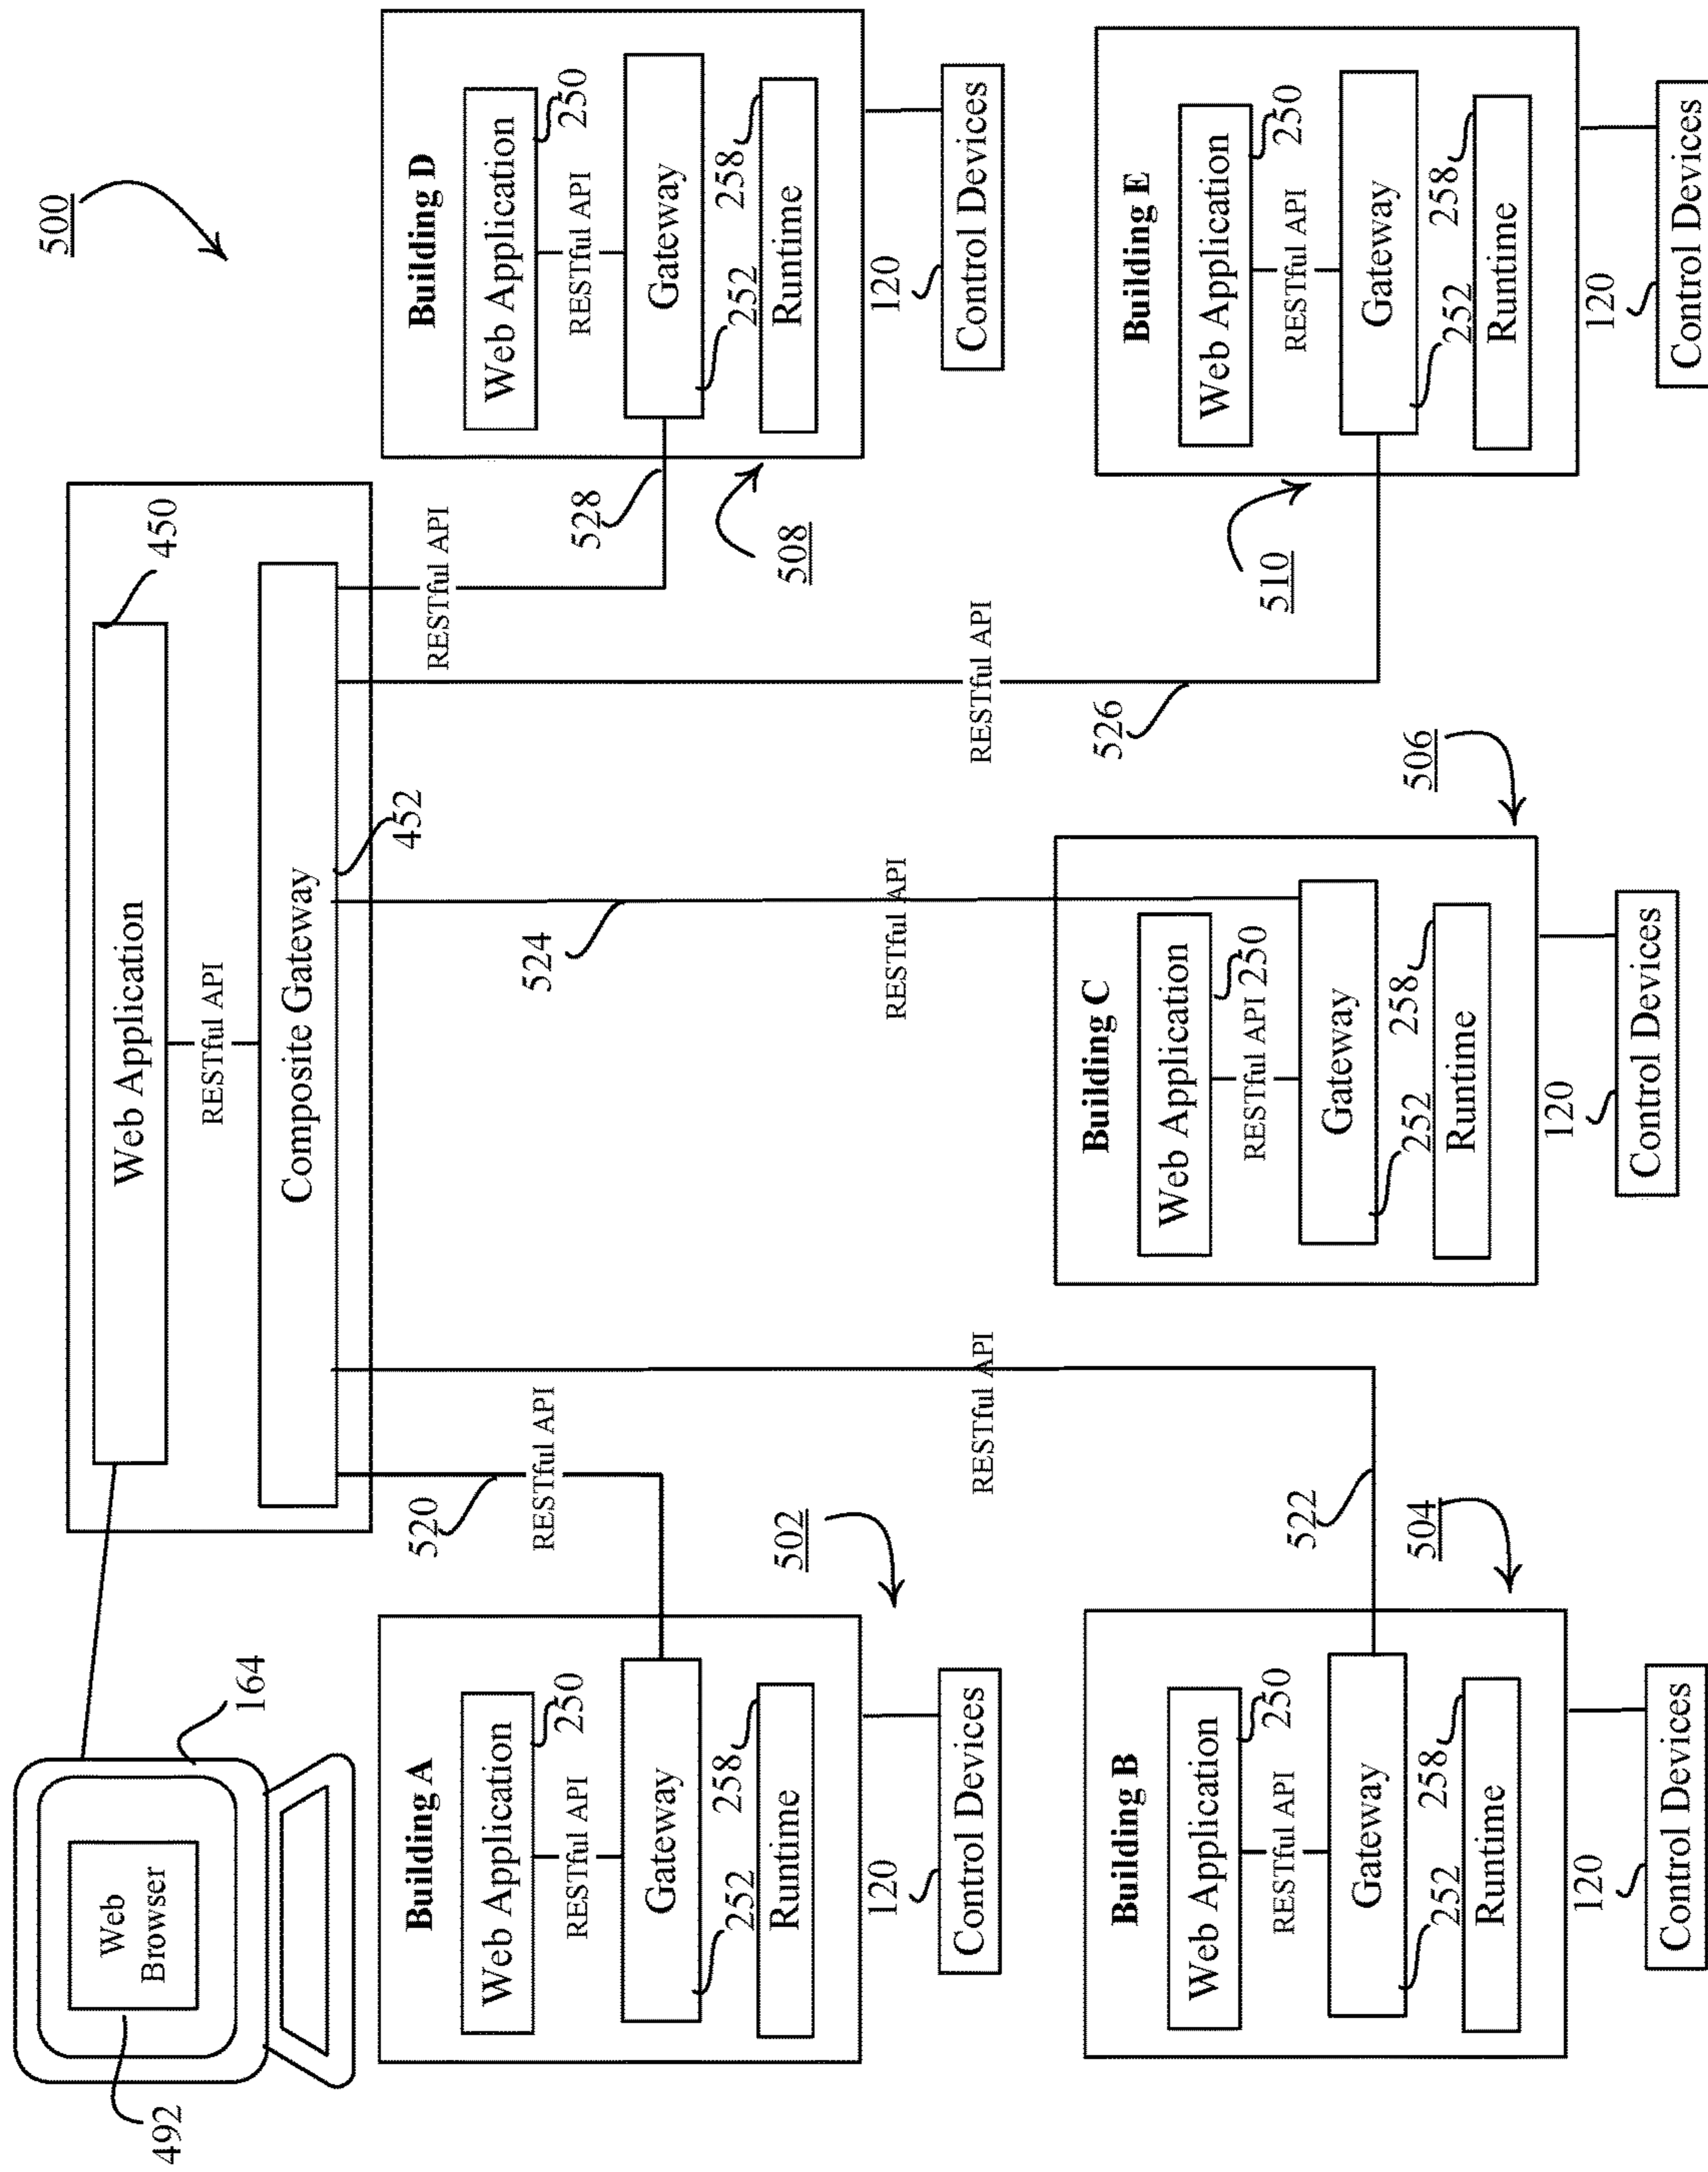 500
Web
Browser
492
164
Web Application
450
RESTful API
Composite Gateway
452
520
RESTful API
RESTful API
522
524
RESTful API
RESTful API
526
RESTful API
528
Building A
Web Application
250
RESTful API
Gateway
252
258
Runtime
120
Control Devices
502
Building D
Web Application
250
RESTful API
Gateway
252
258
Runtime
120
Control Devices
508
Building B
Web Application
250
RESTful API
Gateway
252
258
Runtime
120
Control Devices
504
Building C
Web Application
RESTful API 250
Gateway
252
258
Runtime
120
Control Devices
506
Building E
Web Application
250
RESTful API
Gateway
252
258
Runtime
120
Control Devices
510